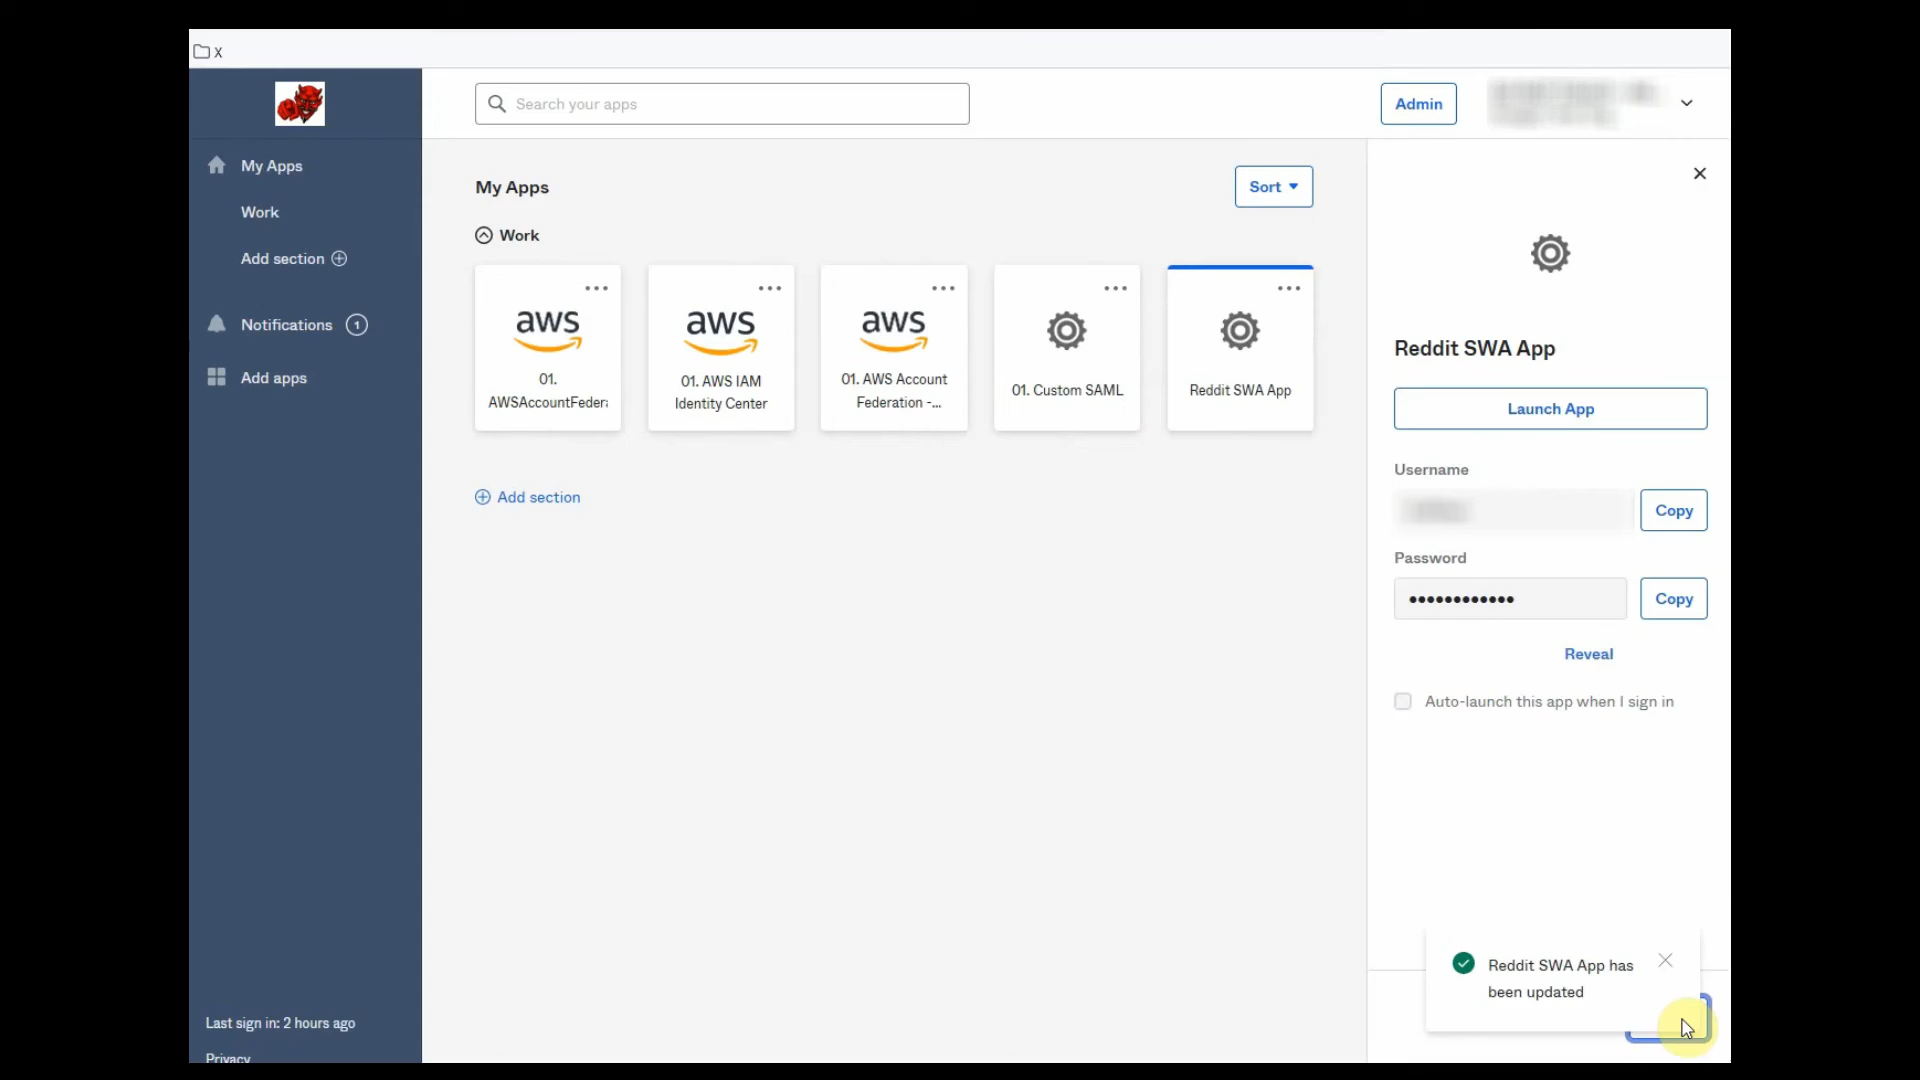 X
Search your apps
Admin
My Apps
Work
Add section
Notifications 1
Add apps
Last sign in: 2 hours ago
Privacy
My Apps
Sort
Work
aws
01.
AWSAccountFedera
aws
01. AWS IAM
Identity Center
aws
01. AWS Account
Federation -...
01. Custom SAML
Reddit SWA App
Add section
Reddit SWA App
Launch App
Username
Copy
Password
••••••••••••
Copy
Reveal
Auto-launch this app when I sign in
Reddit SWA App has
been updated